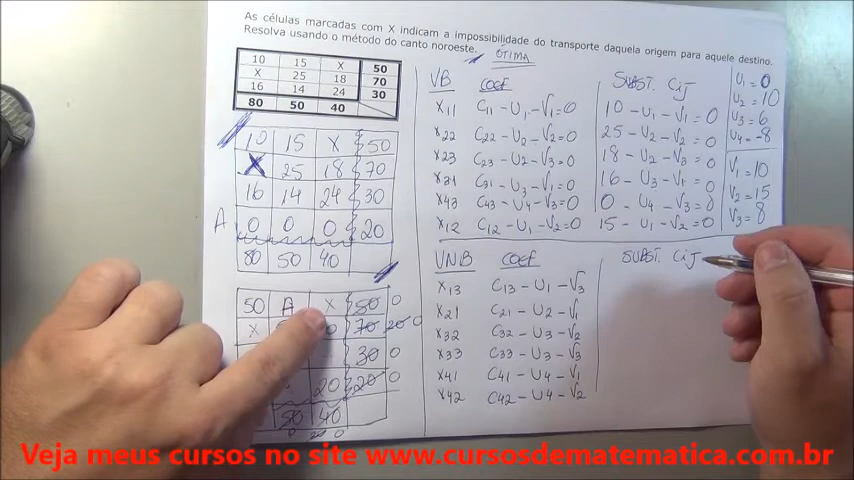 As células marcadas com X indicam a impossibilidade do transporte daquela origem para aquele destino.
Resolva usando o método do canto noroeste.
ÓTIMA
10 15 X 50
X 25 18 70
16 14 24 30
80 50 40
10 15 X 50
X 25 18 70
16 14 24 30
A 0 0 0 20
80 50 40
50 A X 50 0
X 70 20 0
30 0
20 20 0
50 40
0 20 0
VB COEF
X11 C11 - U1 - V1 = 0
X22 C22 - U2 - V2 = 0
X23 C23 - U2 - V3 = 0
X31 C31 - U3 - V1 = 0
X43 C43 - U4 - V3 = 0
X12 C12 - U1 - V2 = 0
SUBST. Cij
10 - U1 - V1 = 0
25 - U2 - V2 = 0
18 - U2 - V3 = 0
16 - U3 - V1 = 0
0 - U4 - V3 = 0
15 - U1 - V2 = 0
U1 = 0
U2 = 10
U3 = 6
U4 = -8
V1 = 10
V2 = 15
V3 = 8
VNB COEF
X13 C13 - U1 - V3
X21 C21 - U2 - V1
X32 C32 - U3 - V2
X33 C33 - U3 - V3
X41 C41 - U4 - V1
X42 C42 - U4 - V2
SUBST. Cij
Veja meus cursos no site www.cursosdematematica.com.br